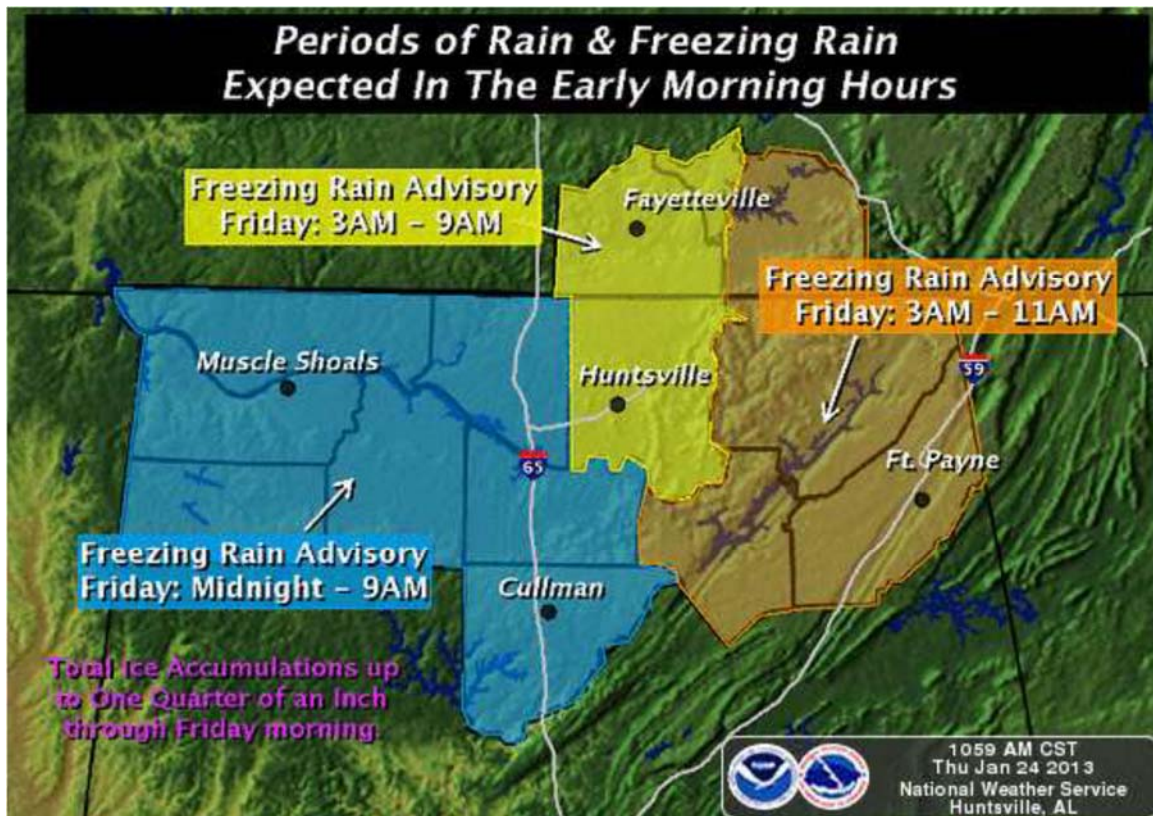 Periods of Rain & Freezing Rain
Expected In The Early Morning Hours
Freezing Rain Advisory
Friday: 3AM - 9AM
Fayetteville
Freezing Rain Advisory
Friday: 3AM - 11AM
Muscle Shoals
Huntsville
59
65
Ft. Payne
Freezing Rain Advisory
Friday: Midnight - 9AM
Cullman
Total Ice Accumulations up
to One Quarter of an Inch
through Friday morning
1059 AM CST
Thu Jan 24 2013
National Weather Service
Huntsville, AL